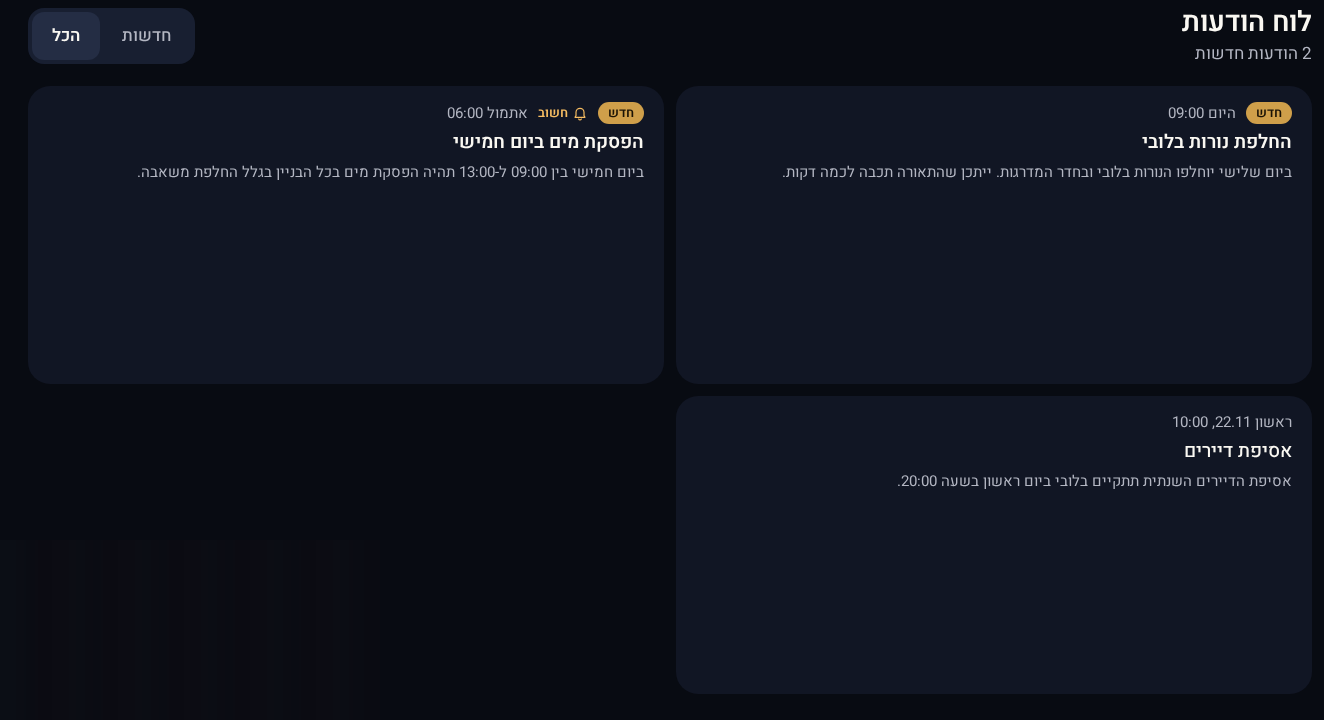 לוח הודעות
2 הודעות חדשות
חדשות
הכל
חדש
היום 09:00
החלפת נורות בלובי
ביום שלישי יוחלפו הנורות בלובי ובחדר המדרגות. ייתכן שהתאורה תכבה לכמה דקות.
חדש
חשוב
אתמול 06:00
הפסקת מים ביום חמישי
ביום חמישי בין 09:00 ל-13:00 תהיה הפסקת מים בכל הבניין בגלל החלפת משאבה.
ראשון 22.11, 10:00
אסיפת דיירים
אסיפת הדיירים השנתית תתקיים בלובי ביום ראשון בשעה 20:00.